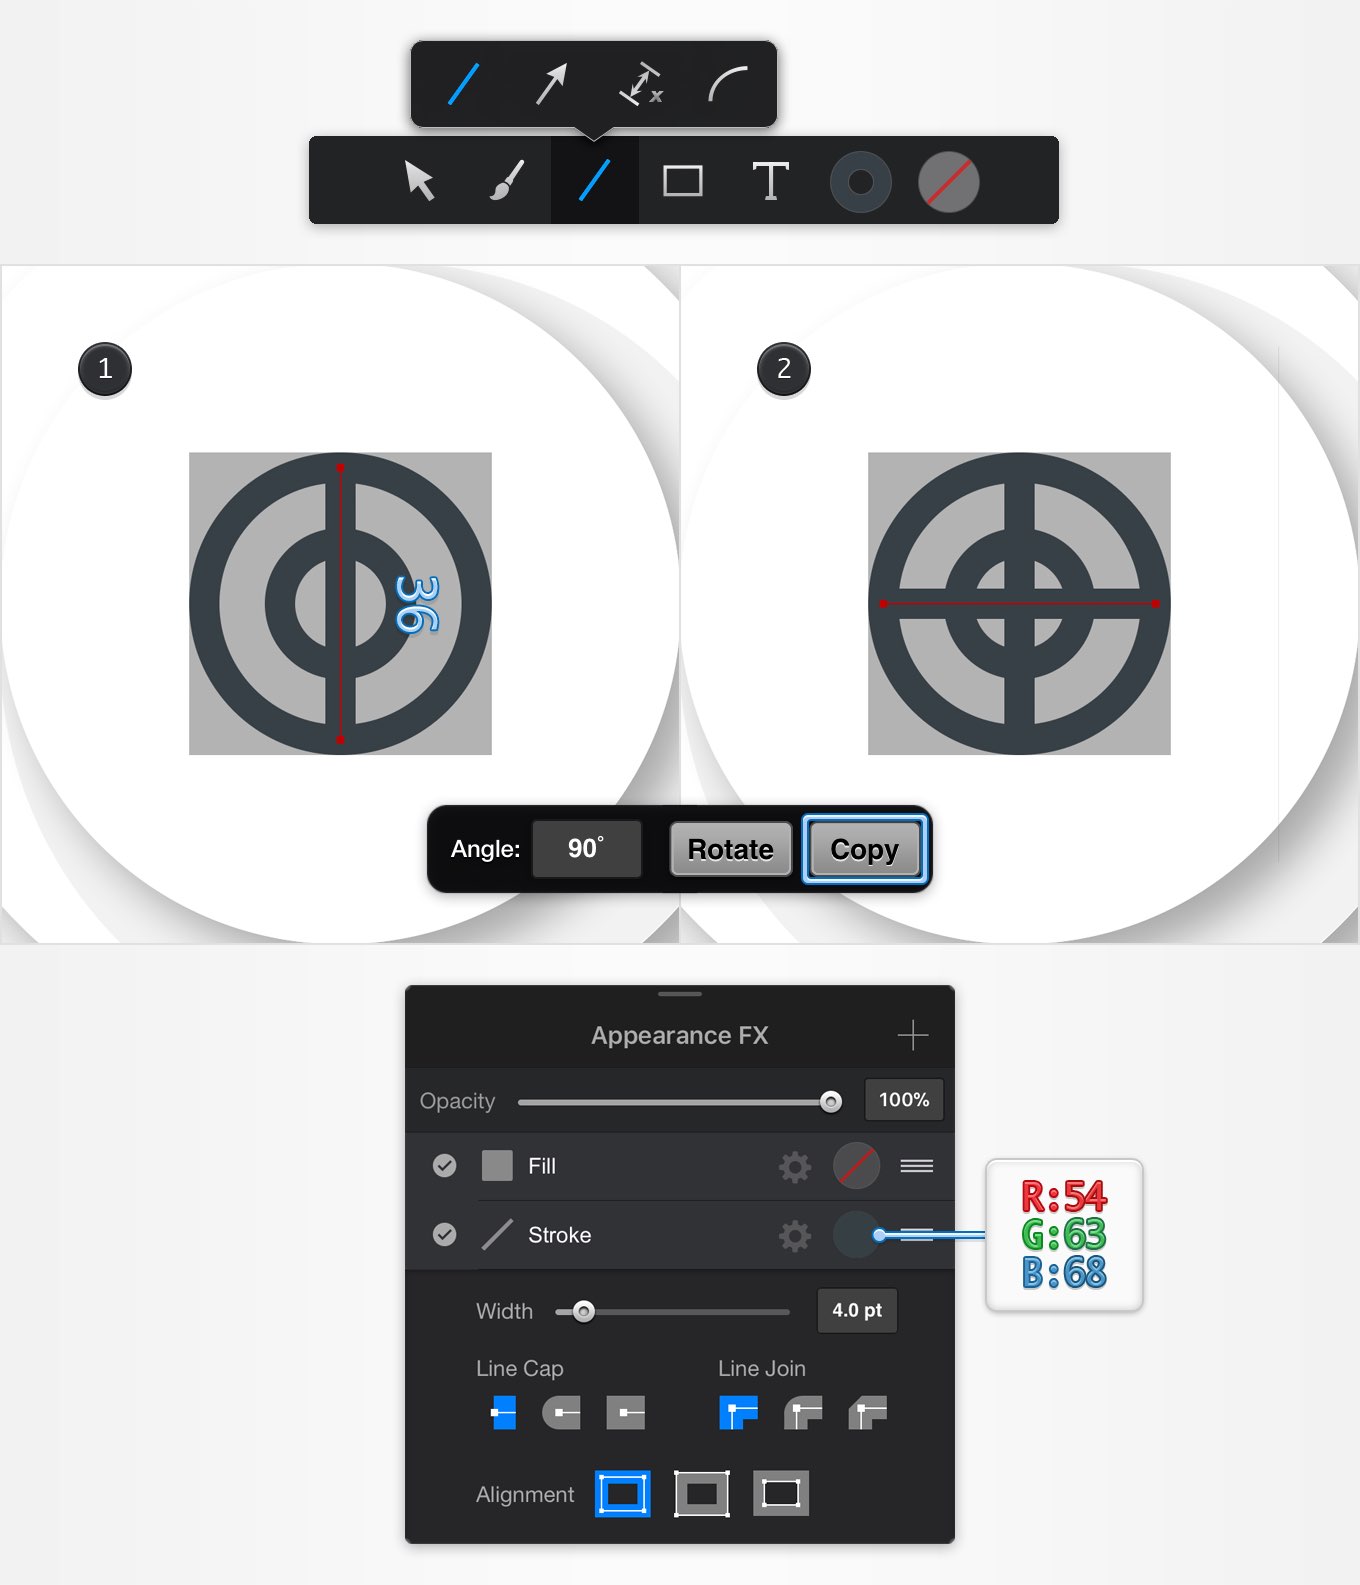 x
T
1
2
36
Angle: 90° Rotate Copy
Appearance FX
Opacity 100%
Fill
Stroke
R:54
G:63
B:68
Width 4.0 pt
Line Cap Line Join
Alignment